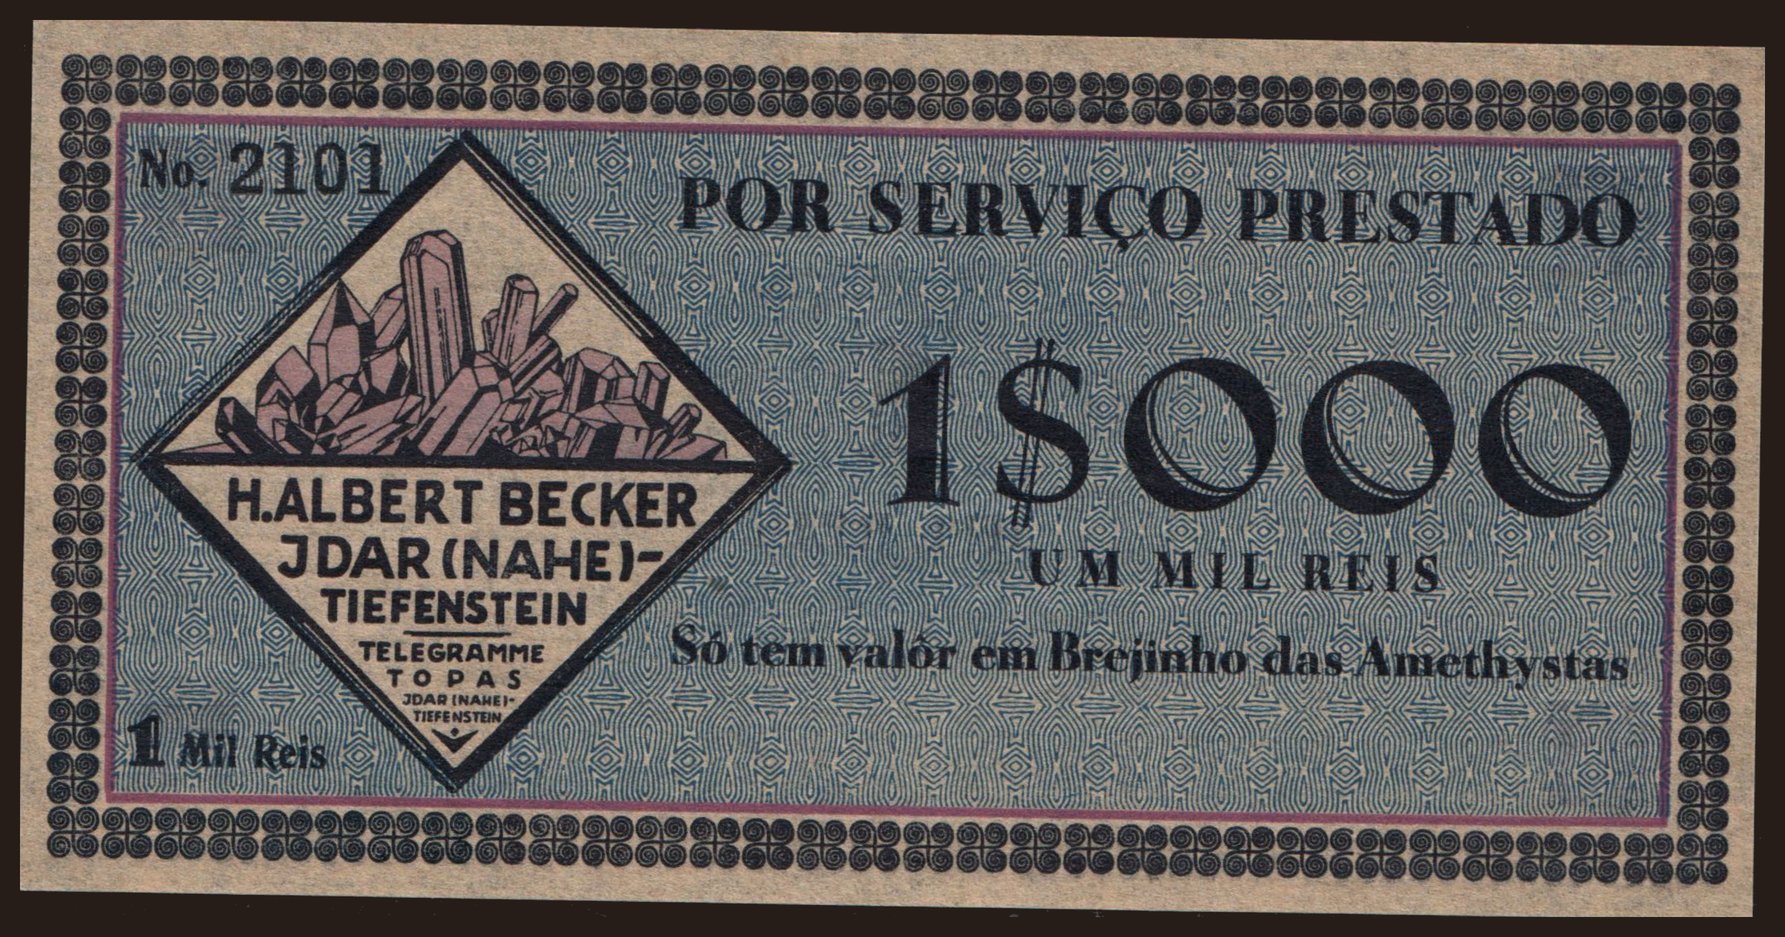 No. 2101
POR SERVIÇO PRESTADO
1$000
UM MIL REIS
Só tem valôr em Brejinho das Amethystas
H. ALBERT BECKER
JDAR (NAHE)-
TIEFENSTEIN
TELEGRAMME
TOPAS
JDAR (NAHE)-
TIEFENSTEIN
1 Mil Reis